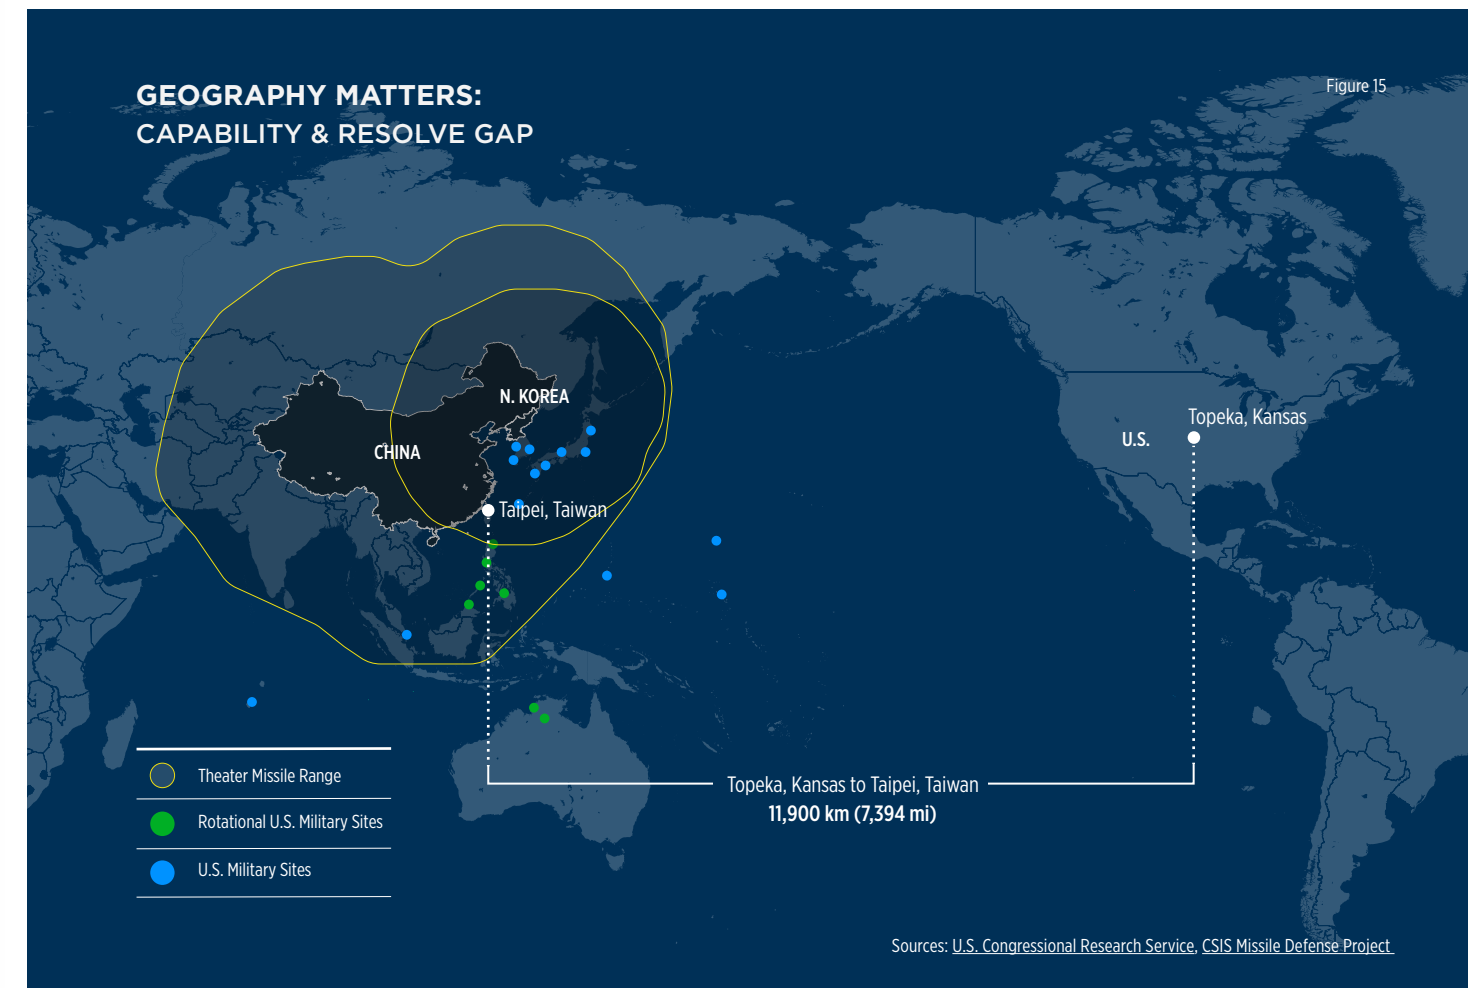 GEOGRAPHY MATTERS:
CAPABILITY & RESOLVE GAP
Figure 15
N. KOREA
CHINA
Taipei, Taiwan
Topeka, Kansas
U.S.
Theater Missile Range
Rotational U.S. Military Sites
U.S. Military Sites
Topeka, Kansas to Taipei, Taiwan
11,900 km (7,394 mi)
Sources: U.S. Congressional Research Service, CSIS Missile Defense Project